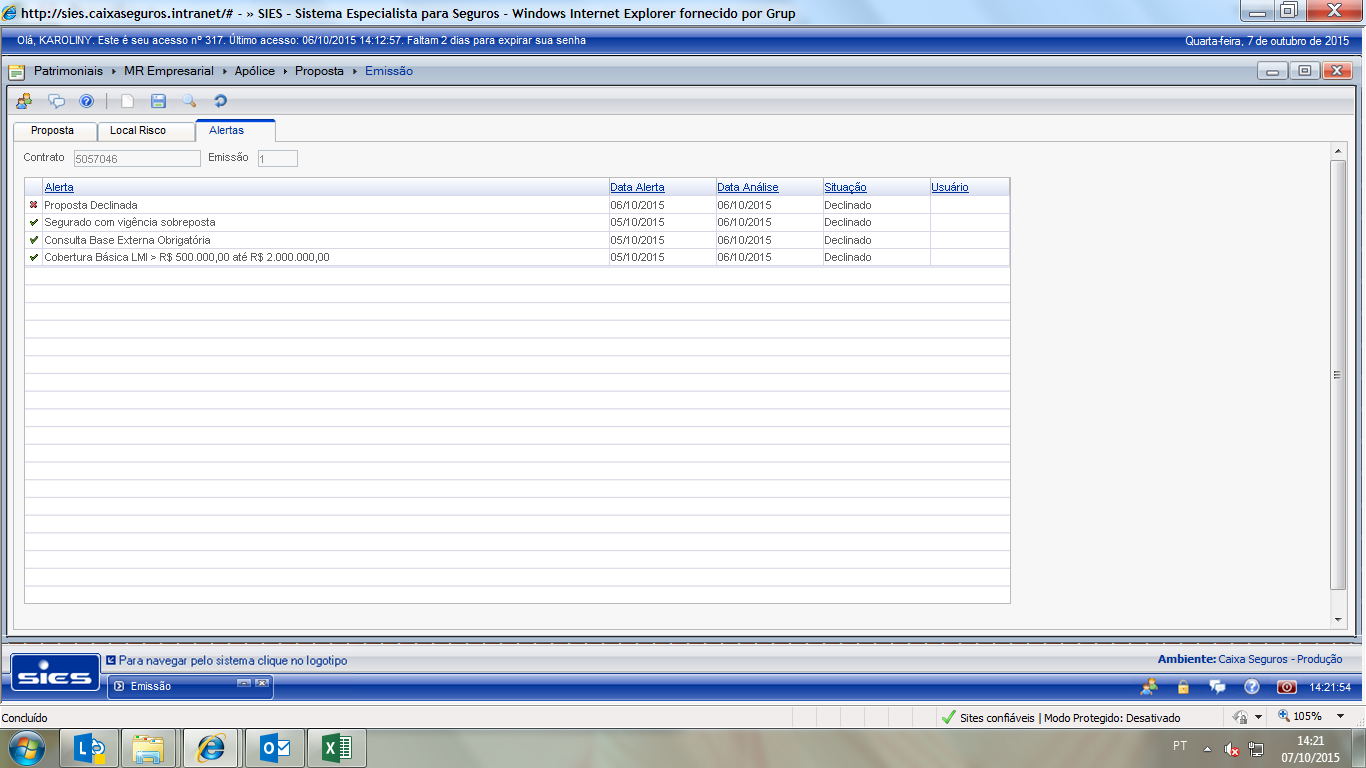 http://sies.caixaseguros.intranet/# - » SIES - Sistema Especialista para Seguros - Windows Internet Explorer fornecido por Grup
Olá, KAROLINY. Este é seu acesso nº 317. Último acesso: 06/10/2015 14:12:57. Faltam 2 dias para expirar sua senha
Quarta-feira, 7 de outubro de 2015
Patrimoniais MR Empresarial Apólice Proposta Emissão
Proposta Local Risco Alertas
Contrato 5057046 Emissão 1
Alerta Data Alerta Data Análise Situação Usuário
Proposta Declinada 06/10/2015 06/10/2015 Declinado
Segurado com vigência sobreposta 05/10/2015 06/10/2015 Declinado
Consulta Base Externa Obrigatória 05/10/2015 06/10/2015 Declinado
Cobertura Básica LMI > R$ 500.000,00 até R$ 2.000.000,00 05/10/2015 06/10/2015 Declinado
sies
Para navegar pelo sistema clique no logotipo
Ambiente: Caixa Seguros - Produção
Emissão
14:21:54
Concluído
Sites confiáveis | Modo Protegido: Desativado
105%
PT
14:21
07/10/2015